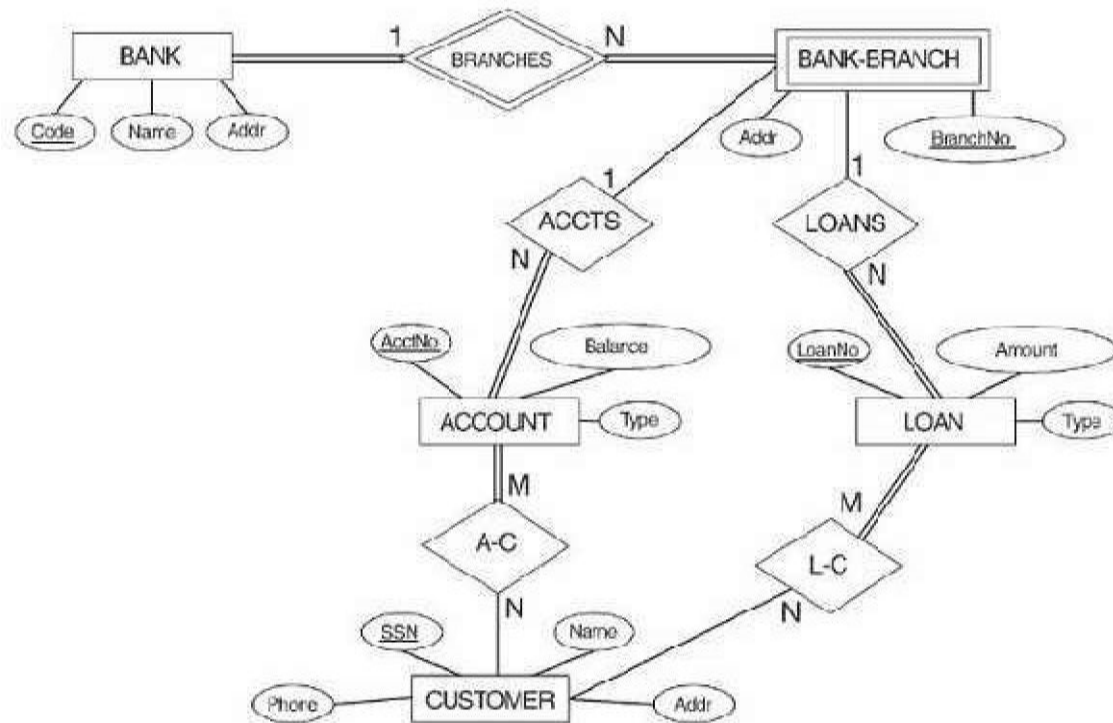 BANK
1
BRANCHES
N
BANK-BRANCH
Code
Name
Addr
Addr
BranchNo
1
ACCTS
N
1
LOANS
N
AcctNo
Balance
ACCOUNT
Type
LoanNo
Amount
LOAN
Type
M
A-C
N
M
L-C
N
SSN
Name
Phone
CUSTOMER
Addr